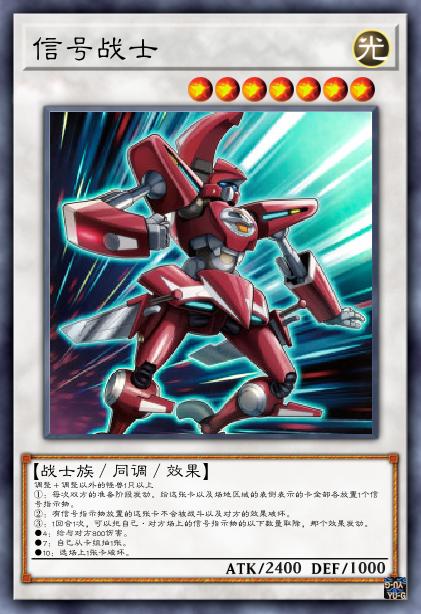 信号战士
光
【战士族／同调／效果】
调整＋调整以外的怪兽1只以上
①：每次双方的准备阶段发动。给这张卡以及场地区域的表侧表示的卡全部各放置1个信
号指示物。
②：有信号指示物放置的这张卡不会被战斗以及对方的效果破坏。
③：1回合1次，可以把自己·对方场上的信号指示物的以下数量取除，那个效果发动。
●4：给与对方800伤害。
●7：自己从卡组抽1张。
●10：选场上1张卡破坏。
ATK/2400 DEF/1000